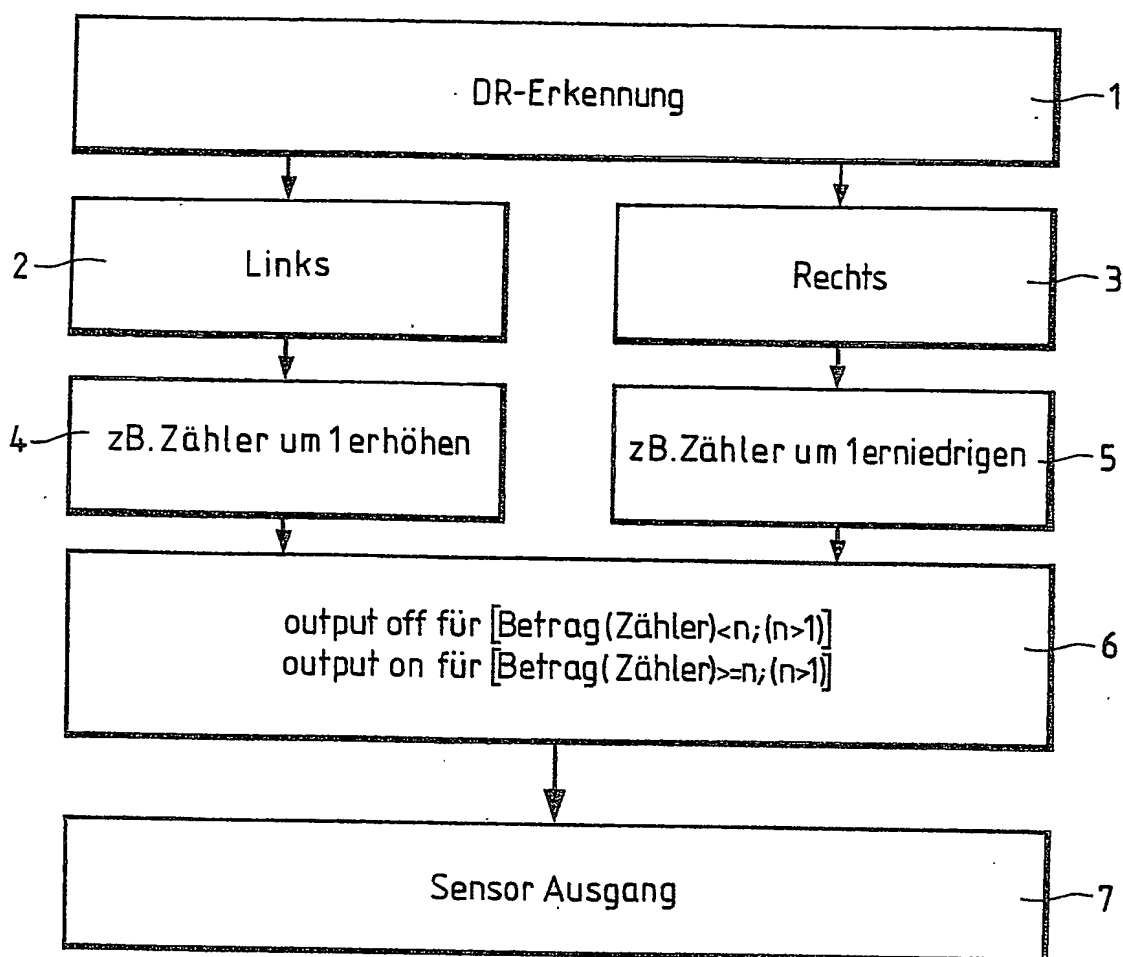 DR-Erkennung
1
2
Links
Rechts
3
4
zB. Zähler um 1 erhöhen
zB. Zähler um 1 erniedrigen
5
output off für [Betrag (Zähler)<n; (n>1)]
output on für [Betrag (Zähler)>=n; (n>1)]
6
Sensor Ausgang
7